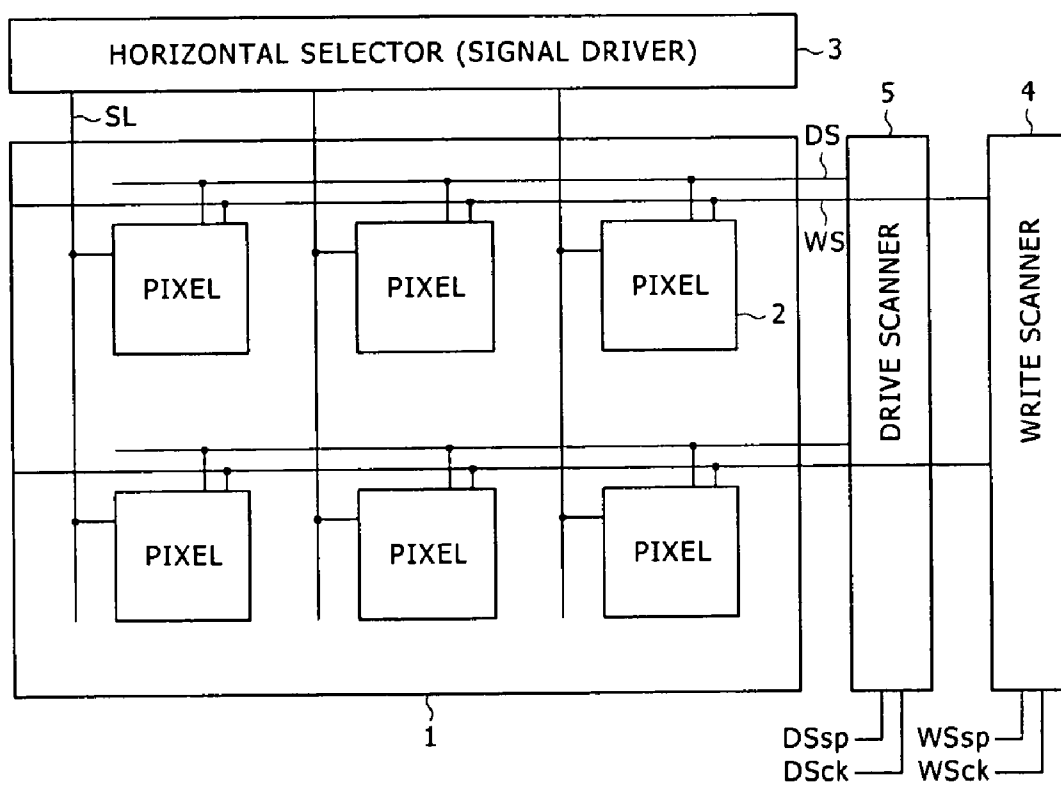 HORIZONTAL SELECTOR (SIGNAL DRIVER)
3
SL
5
4
DS
WS
PIXEL
PIXEL
PIXEL
2
DRIVE SCANNER
WRITE SCANNER
PIXEL
PIXEL
PIXEL
1
DSsp
DSck
WSsp
WSck